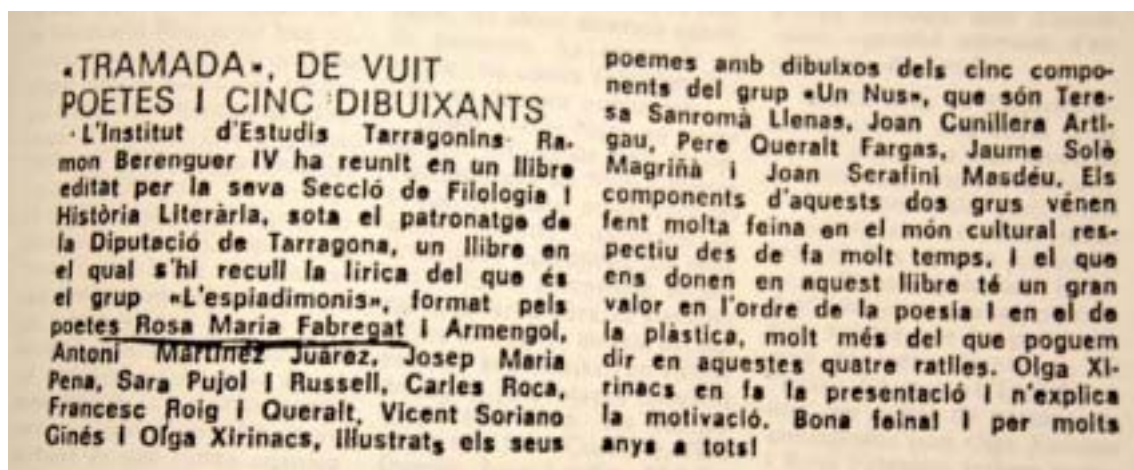 «TRAMADA», DE VUIT
POETES I CINC DIBUIXANTS
L'Institut d'Estudis Tarragonins Ra-
mon Berenguer IV ha reunit en un llibre
editat per la seva Secció de Filologia i
Història Literària, sota el patronatge de
la Diputació de Tarragona, un llibre en
el qual s'hi recull la lírica del que és
el grup «L'espiadimonis», format pels
poetes Rosa Maria Fabregat i Armengol,
Antoni Martínez Juárez, Josep Maria
Pena, Sara Pujol i Russell, Carles Roca,
Francesc Roig i Queralt, Vicent Soriano
Ginés i Olga Xirinacs, il·lustrats els seus
poemes amb dibuixos dels cinc compo-
nents del grup «Un Nus», que són Tere-
sa Sanromà Llenas, Joan Cunillera Arti-
gau, Pere Queralt Fargas, Jaume Solè
Magriñà i Joan Serafini Masdéu. Els
components d'aquests dos grus vénen
fent molta feina en el món cultural res-
pectiu des de fa molt temps, i el que
ens donen en aquest llibre té un gran
valor en l'ordre de la poesia i en el de
la plàstica, molt més del que poguem
dir en aquestes quatre ratlles. Olga Xi-
rinacs en fa la presentació i n'explica
la motivació. Bona feina! I per molts
anys a tots!